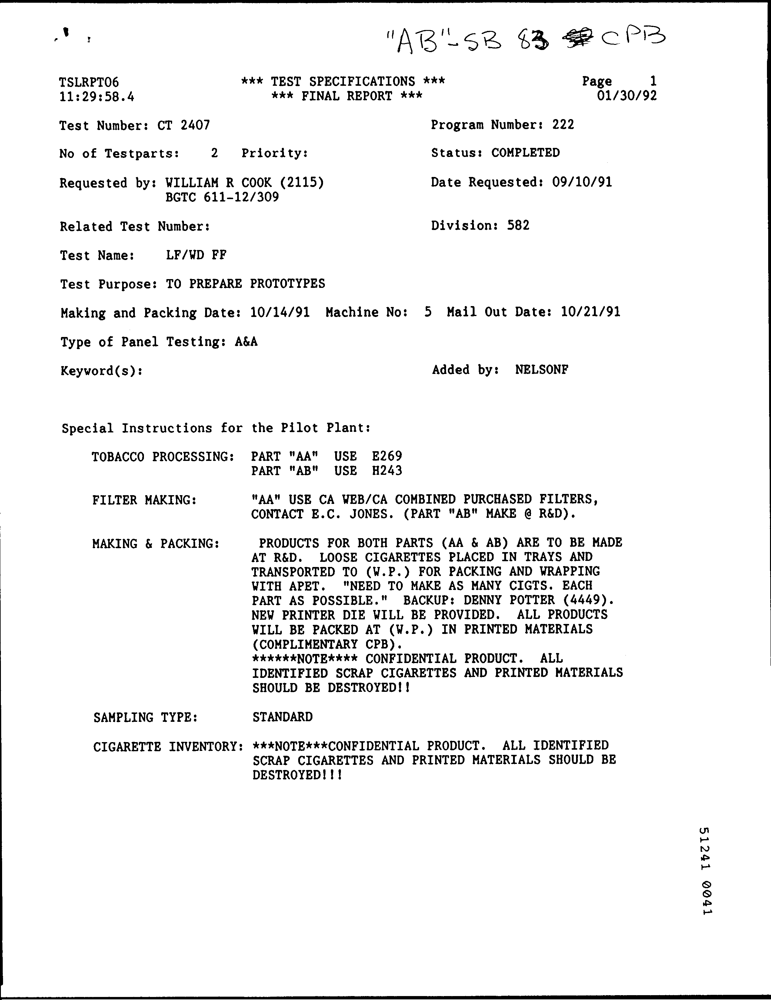 "AB"-SB 83 CPB
TSLRPT06 *** TEST SPECIFICATIONS *** Page 1
11:29:58.4 *** FINAL REPORT *** 01/30/92
Test Number: CT 2407 Program Number: 222
No of Testparts: 2 Priority: Status: COMPLETED
Requested by: WILLIAM R COOK (2115) Date Requested: 09/10/91
BGTC 611-12/309
Related Test Number: Division: 582
Test Name: LF/WD FF
Test Purpose: TO PREPARE PROTOTYPES
Making and Packing Date: 10/14/91 Machine No: 5 Mail Out Date: 10/21/91
Type of Panel Testing: A&A
Keyword(s): Added by: NELSONF
Special Instructions for the Pilot Plant:
TOBACCO PROCESSING: PART "AA" USE E269
PART "AB" USE H243
FILTER MAKING: "AA" USE CA WEB/CA COMBINED PURCHASED FILTERS,
CONTACT E.C. JONES. (PART "AB" MAKE @ R&D).
MAKING & PACKING: PRODUCTS FOR BOTH PARTS (AA & AB) ARE TO BE MADE
AT R&D. LOOSE CIGARETTES PLACED IN TRAYS AND
TRANSPORTED TO (W.P.) FOR PACKING AND WRAPPING
WITH APET. "NEED TO MAKE AS MANY CIGTS. EACH
PART AS POSSIBLE." BACKUP: DENNY POTTER (4449).
NEW PRINTER DIE WILL BE PROVIDED. ALL PRODUCTS
WILL BE PACKED AT (W.P.) IN PRINTED MATERIALS
(COMPLIMENTARY CPB).
******NOTE**** CONFIDENTIAL PRODUCT. ALL
IDENTIFIED SCRAP CIGARETTES AND PRINTED MATERIALS
SHOULD BE DESTROYED!!
SAMPLING TYPE: STANDARD
CIGARETTE INVENTORY: ***NOTE***CONFIDENTIAL PRODUCT. ALL IDENTIFIED
SCRAP CIGARETTES AND PRINTED MATERIALS SHOULD BE
DESTROYED!!!
51241 0041